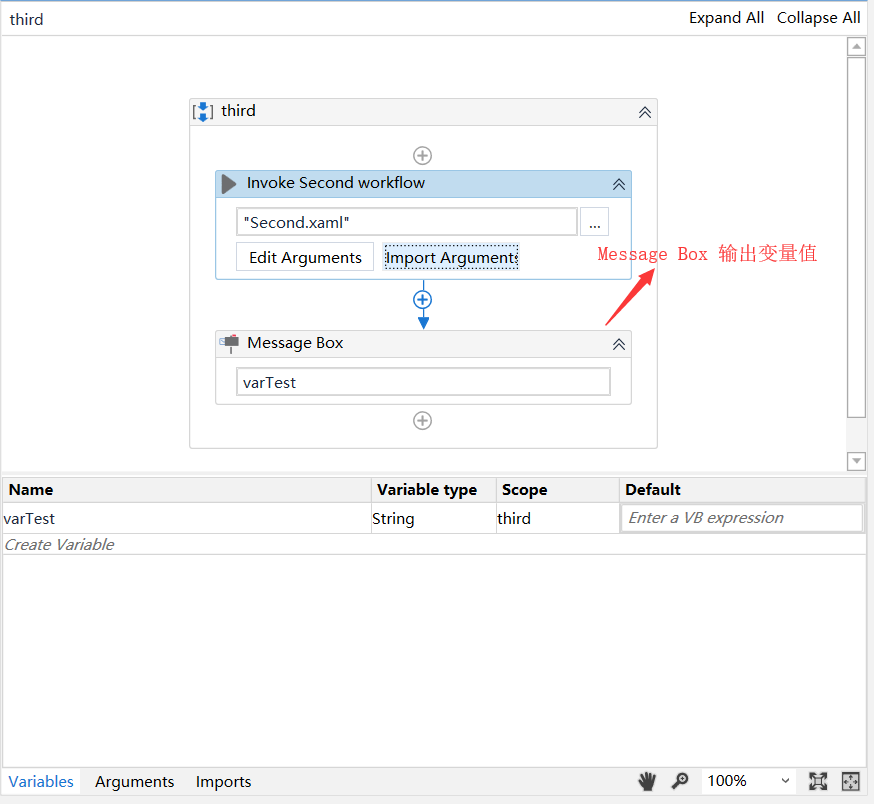 third
Expand All Collapse All
third
Invoke Second workflow
"Second.xaml"
...
Edit Arguments
Import Arguments
Message Box 输出变量值
Message Box
varTest
Name Variable type Scope Default
varTest String third Enter a VB expression
Create Variable
Variables Arguments Imports 100%